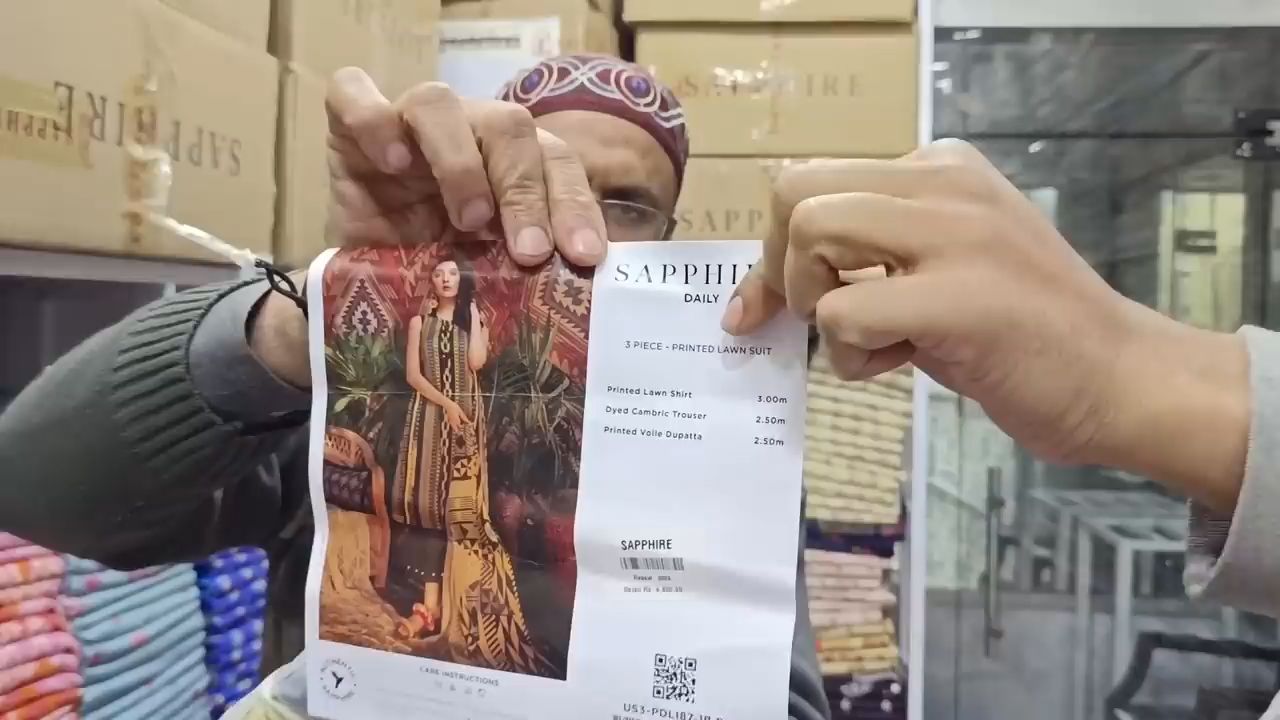 SAPPHIRE
SAPPHIRE
SAPP
SAPPHI
DAILY
3 PIECE - PRINTED LAWN SUIT
Printed Lawn Shirt 3.00m
Dyed Cambric Trouser 2.50m
Printed Voile Dupatta 2.50m
SAPPHIRE
CARE INSTRUCTIONS